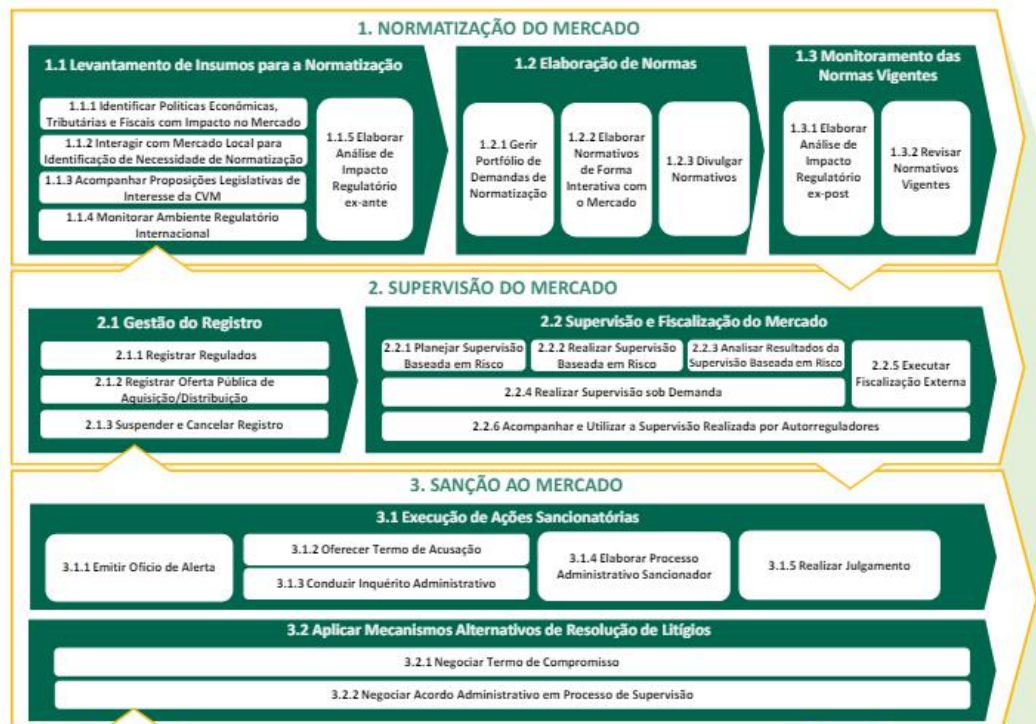 1. NORMATIZAÇÃO DO MERCADO
1.1 Levantamento de Insumos para a Normatização
1.1.1 Identificar Políticas Econômicas,
Tributárias e Fiscais com Impacto no Mercado
1.1.2 Interagir com Mercado Local para
Identificação de Necessidade de Normatização
1.1.3 Acompanhar Proposições Legislativas de
Interesse da CVM
1.1.4 Monitorar Ambiente Regulatório
Internacional
1.1.5 Elaborar
Análise de
Impacto
Regulatório
ex-ante
1.2 Elaboração de Normas
1.2.1 Gerir
Portfólio de
Demandas de
Normatização
1.2.2 Elaborar
Normativos
de Forma
Interativa com
o Mercado
1.2.3 Divulgar
Normativos
1.3 Monitoramento das
Normas Vigentes
1.3.1 Elaborar
Análise de
Impacto
Regulatório
ex-post
1.3.2 Revisar
Normativos
Vigentes
2. SUPERVISÃO DO MERCADO
2.1 Gestão do Registro
2.1.1 Registrar Regulados
2.1.2 Registrar Oferta Pública de
Aquisição/Distribuição
2.1.3 Suspender e Cancelar Registro
2.2 Supervisão e Fiscalização do Mercado
2.2.1 Planejar Supervisão
Baseada em Risco
2.2.2 Realizar Supervisão
Baseada em Risco
2.2.3 Analisar Resultados da
Supervisão Baseada em Risco
2.2.4 Realizar Supervisão sob Demanda
2.2.5 Executar
Fiscalização Externa
2.2.6 Acompanhar e Utilizar a Supervisão Realizada por Autorreguladores
3. SANÇÃO AO MERCADO
3.1 Execução de Ações Sancionatórias
3.1.1 Emitir Ofício de Alerta
3.1.2 Oferecer Termo de Acusação
3.1.3 Conduzir Inquérito Administrativo
3.1.4 Elaborar Processo
Administrativo Sancionador
3.1.5 Realizar Julgamento
3.2 Aplicar Mecanismos Alternativos de Resolução de Litígios
3.2.1 Negociar Termo de Compromisso
3.2.2 Negociar Acordo Administrativo em Processo de Supervisão